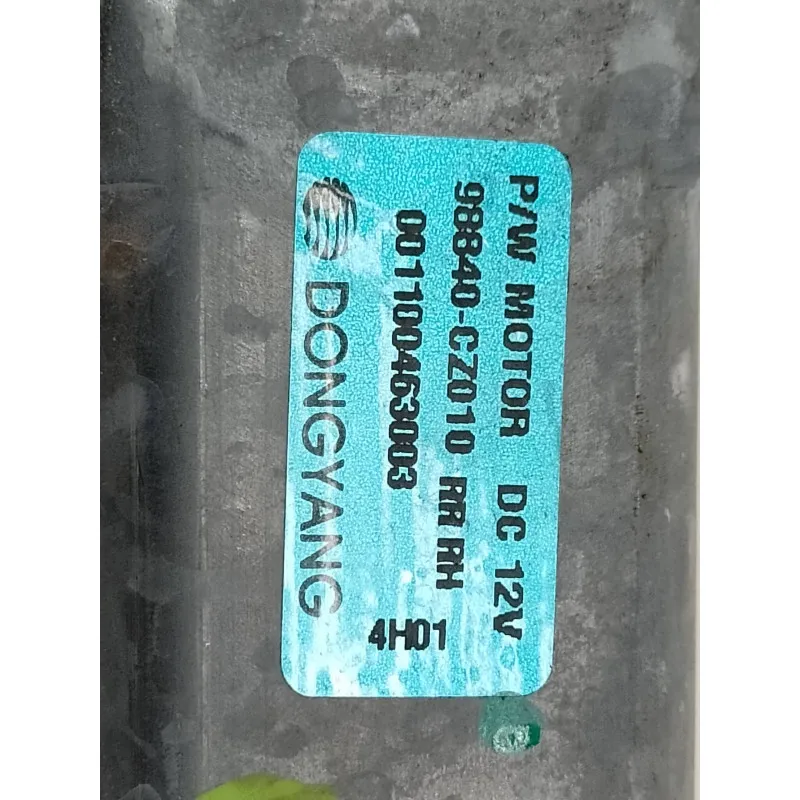 P/W MOTOR DC 12V
98840-CZ010 RR RH
001100463003
4H01
DONGYANG